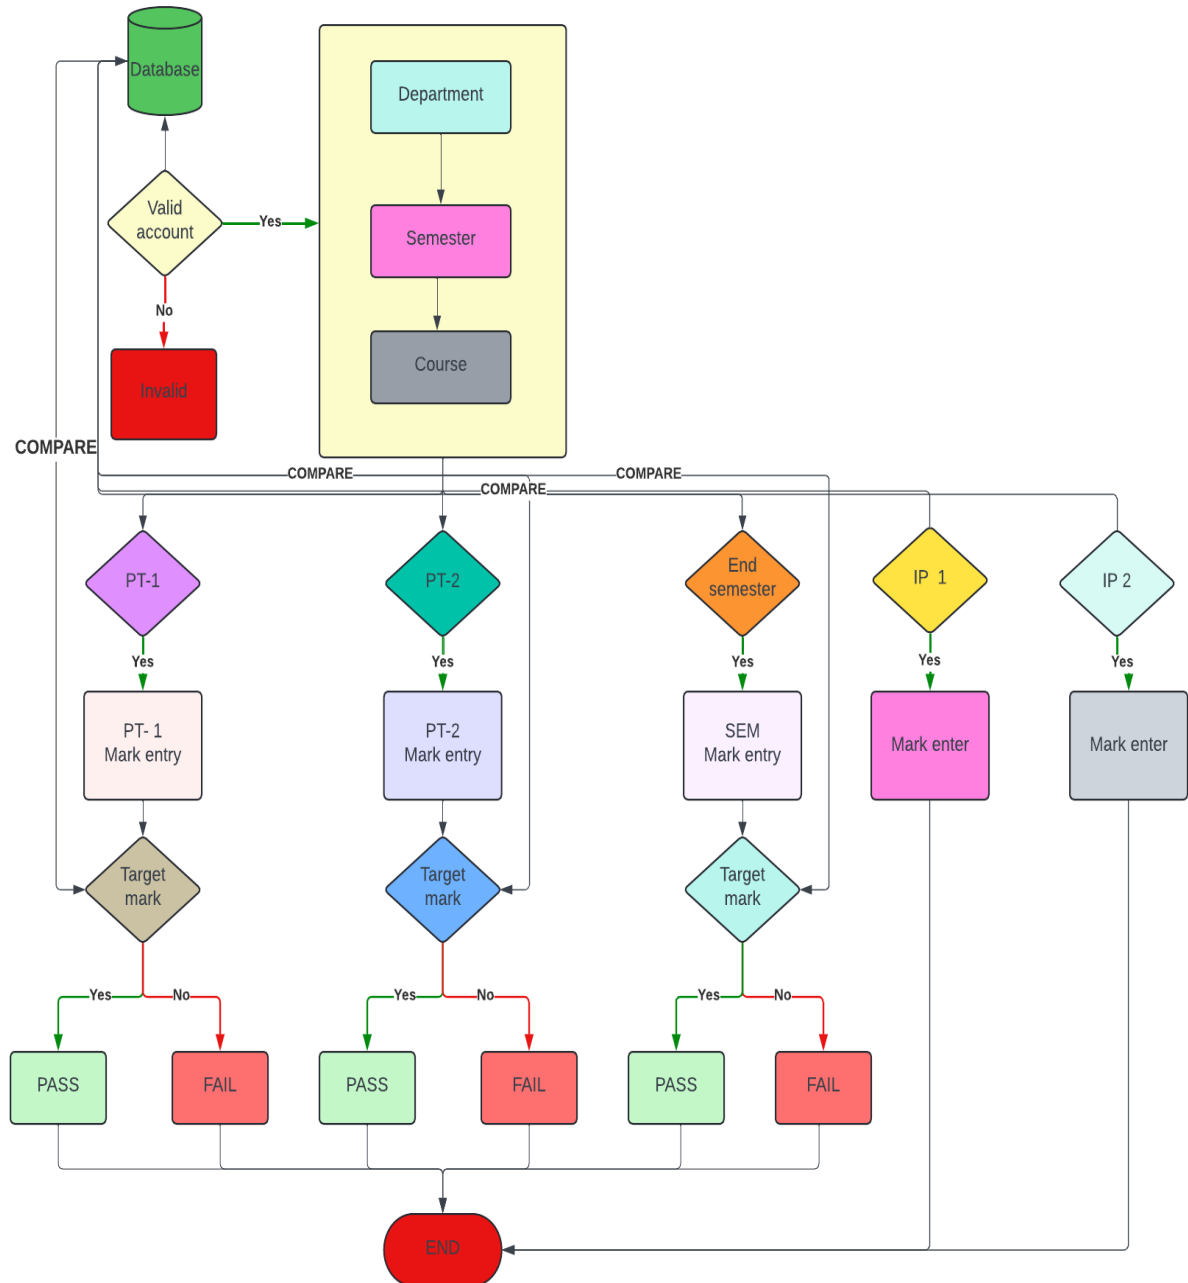 Database
Department
Valid
account
Yes
Semester
No
Course
Invalid
COMPARE
COMPARE
COMPARE
COMPARE
PT-1
PT-2
End
semester
IP 1
IP 2
Yes
Yes
Yes
Yes
Yes
PT- 1
Mark entry
PT-2
Mark entry
SEM
Mark entry
Mark enter
Mark enter
Target
mark
Target
mark
Target
mark
Yes
No
Yes
No
Yes
No
PASS
FAIL
PASS
FAIL
PASS
FAIL
END